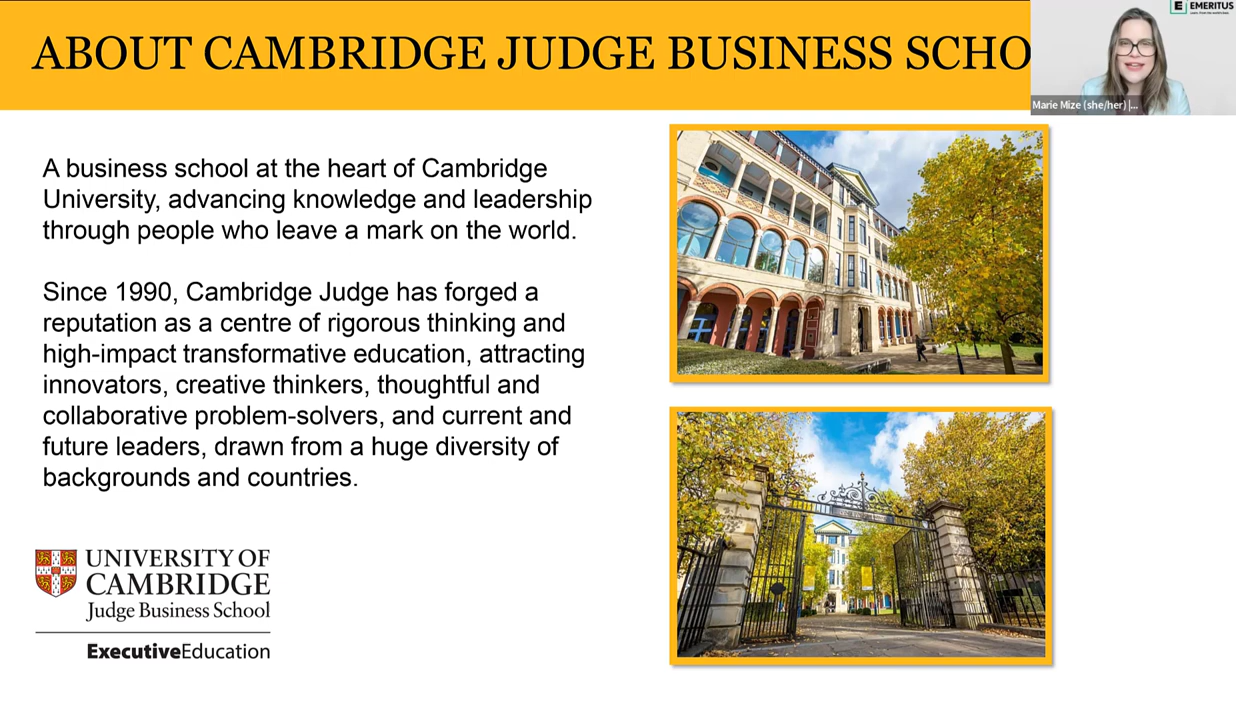 ABOUT CAMBRIDGE JUDGE BUSINESS SCHO
EMERITUS
Marie Mize (she/her) |...
A business school at the heart of Cambridge
University, advancing knowledge and leadership
through people who leave a mark on the world.
Since 1990, Cambridge Judge has forged a
reputation as a centre of rigorous thinking and
high-impact transformative education, attracting
innovators, creative thinkers, thoughtful and
collaborative problem-solvers, and current and
future leaders, drawn from a huge diversity of
backgrounds and countries.
UNIVERSITY OF
CAMBRIDGE
Judge Business School
ExecutiveEducation